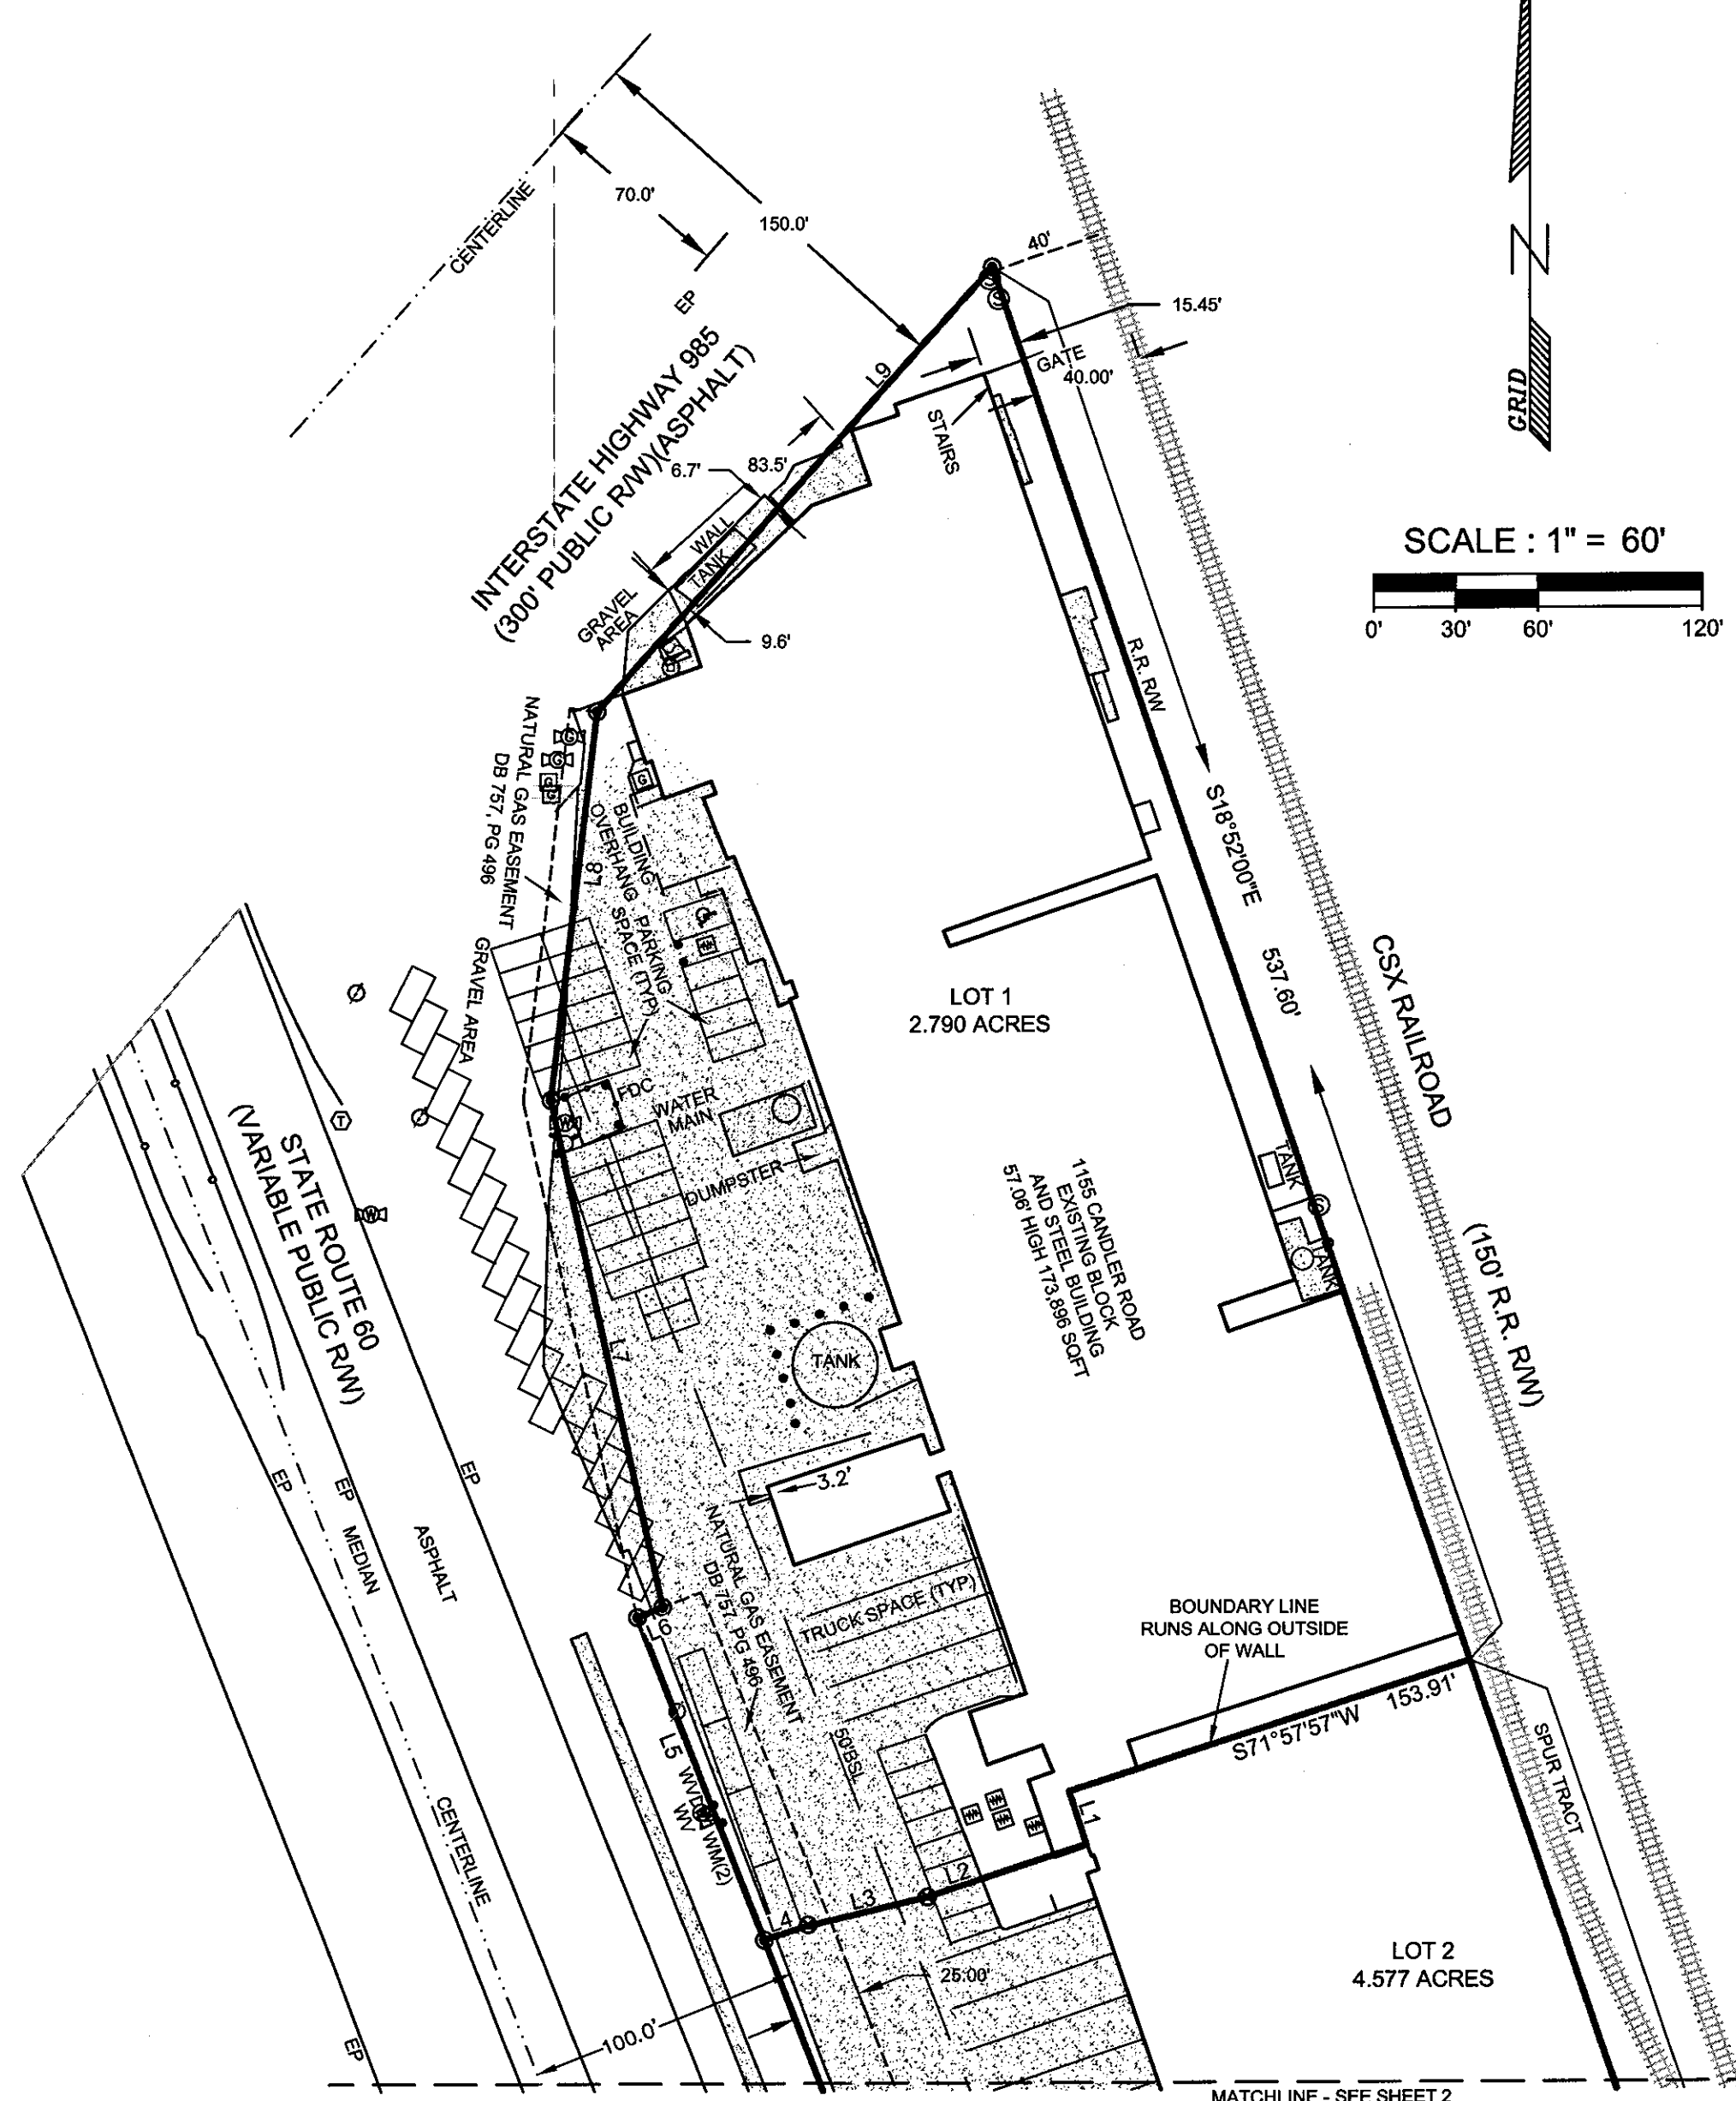 CENTERLINE
70.0'
150.0'
EP
40'
15.45'
INTERSTATE HIGHWAY 985
(300' PUBLIC R/W)(ASPHALT)
L9
GATE
40.00'
STAIRS
GRID
N
SCALE : 1" = 60'
0' 30' 60' 120'
6.7'
83.5'
WALL
TANK
GRAVEL
AREA
9.6'
R.R. R/W
NATURAL GAS EASEMENT
DB 757, PG 496
G
G
G
G
G
BUILDING
OVERHANG
L8
PARKING
SPACE (TYP)
GRAVEL AREA
S18°52'00"E 537.60'
CSX RAILROAD
(150' R.R. R/W)
LOT 1
2.790 ACRES
STATE ROUTE 60
(VARIABLE PUBLIC R/W)
T
W
FDC
WATER
MAIN
W
DUMPSTER
1155 CANDLER ROAD
EXISTING BLOCK
AND STEEL BUILDING
57.06' HIGH 173,896 SQFT
TANK
S
TANK
L7
TANK
EP
EP
EP
MEDIAN
ASPHALT
3.2'
NATURAL GAS EASEMENT
DB 757, PG 496
TRUCK SPACE (TYP)
L6
BOUNDARY LINE
RUNS ALONG OUTSIDE
OF WALL
S71°57'57"W 153.91'
SPUR TRACT
L5
50'BSL
WV
WV
WM(2)
L1
L2
L3
L4
CENTERLINE
LOT 2
4.577 ACRES
25.00'
100.0'
EP
MATCHLINE - SEE SHEET 2